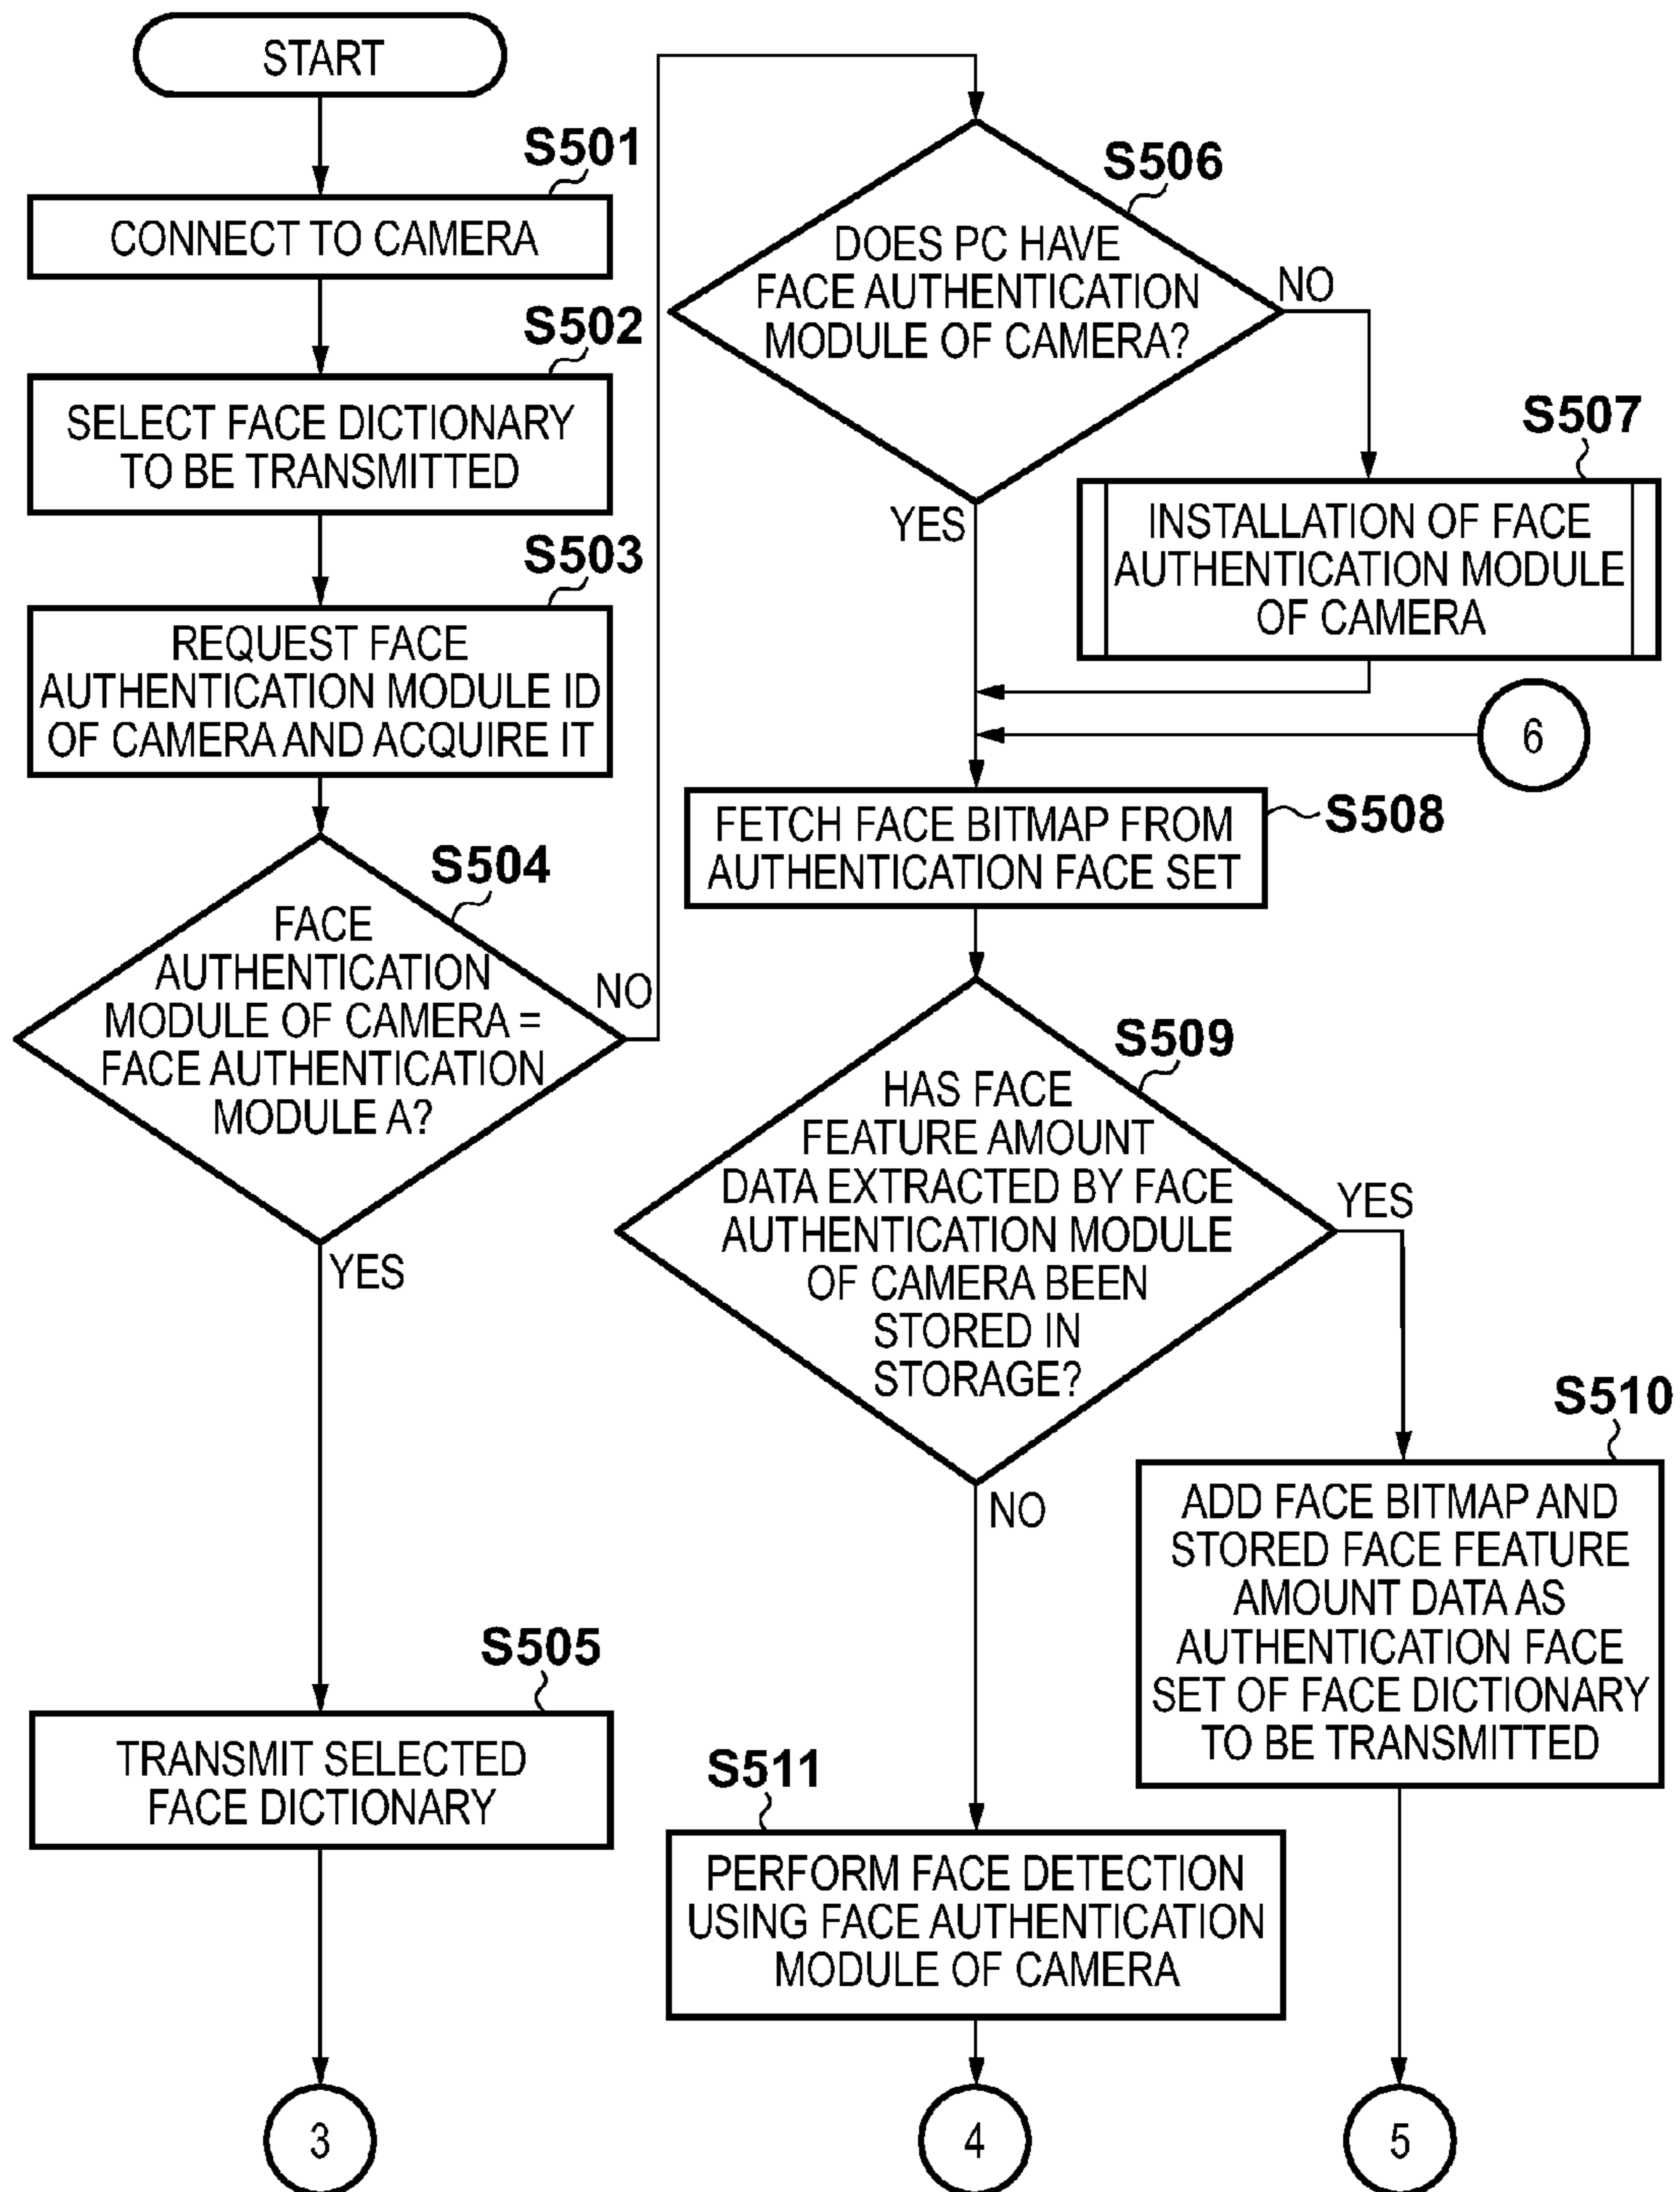 START
S501
CONNECT TO CAMERA
S502
SELECT FACE DICTIONARY
TO BE TRANSMITTED
S503
REQUEST FACE
AUTHENTICATION MODULE ID
OF CAMERA AND ACQUIRE IT
S504
FACE
AUTHENTICATION
MODULE OF CAMERA =
FACE AUTHENTICATION
MODULE A?
NO
YES
S505
TRANSMIT SELECTED
FACE DICTIONARY
3
S506
DOES PC HAVE
FACE AUTHENTICATION
MODULE OF CAMERA?
NO
YES
S507
INSTALLATION OF FACE
AUTHENTICATION MODULE
OF CAMERA
6
S508
FETCH FACE BITMAP FROM
AUTHENTICATION FACE SET
S509
HAS FACE
FEATURE AMOUNT
DATA EXTRACTED BY FACE
AUTHENTICATION MODULE
OF CAMERA BEEN
STORED IN
STORAGE?
YES
NO
S510
ADD FACE BITMAP AND
STORED FACE FEATURE
AMOUNT DATA AS
AUTHENTICATION FACE
SET OF FACE DICTIONARY
TO BE TRANSMITTED
S511
PERFORM FACE DETECTION
USING FACE AUTHENTICATION
MODULE OF CAMERA
4
5